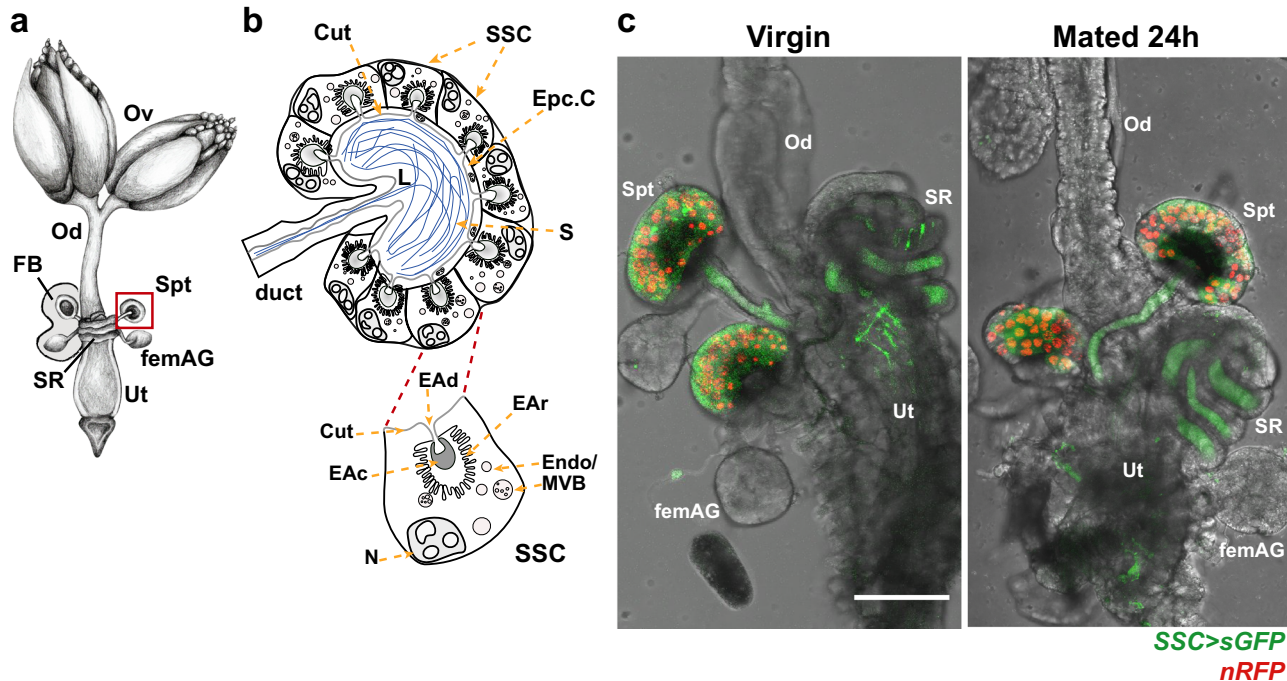 a
Ov
Od
FB
Spt
SR
femAG
Ut
b
Cut
SSC
Epc.C
L
S
duct
EAd
EAr
Cut
EAc
Endo/
MVB
N
SSC
c
Virgin
Mated 24h
Od
Spt
SR
Ut
femAG
Od
Spt
SR
Ut
femAG
SSC>sGFP
nRFP